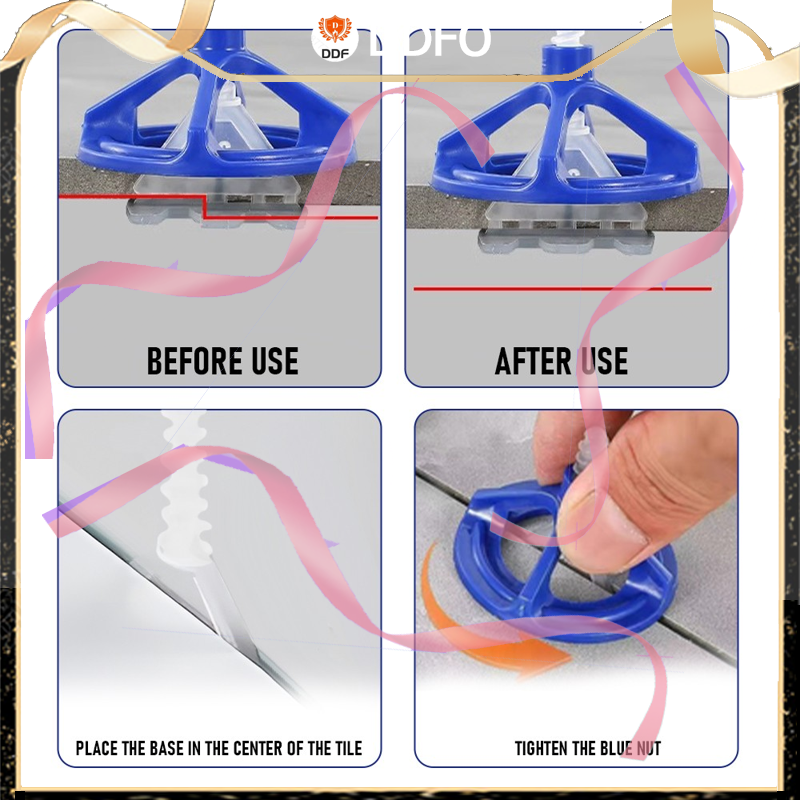 DDF
BEFORE USE
AFTER USE
PLACE THE BASE IN THE CENTER OF THE TILE
TIGHTEN THE BLUE NUT